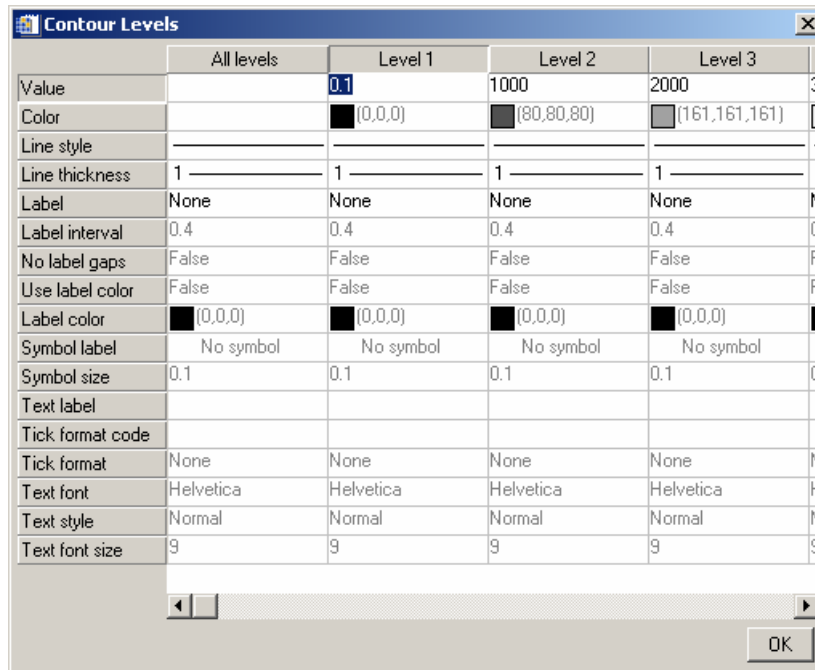 Contour Levels
All levels Level 1 Level 2 Level 3
Value 0.1 1000 2000
Color (0,0,0) (80,80,80) (161,161,161)
Line style
Line thickness 1 1 1 1
Label None None None None
Label interval 0.4 0.4 0.4 0.4
No label gaps False False False False
Use label color False False False False
Label color (0,0,0) (0,0,0) (0,0,0) (0,0,0)
Symbol label No symbol No symbol No symbol No symbol
Symbol size 0.1 0.1 0.1 0.1
Text label
Tick format code
Tick format None None None None
Text font Helvetica Helvetica Helvetica Helvetica
Text style Normal Normal Normal Normal
Text font size 9 9 9 9
OK